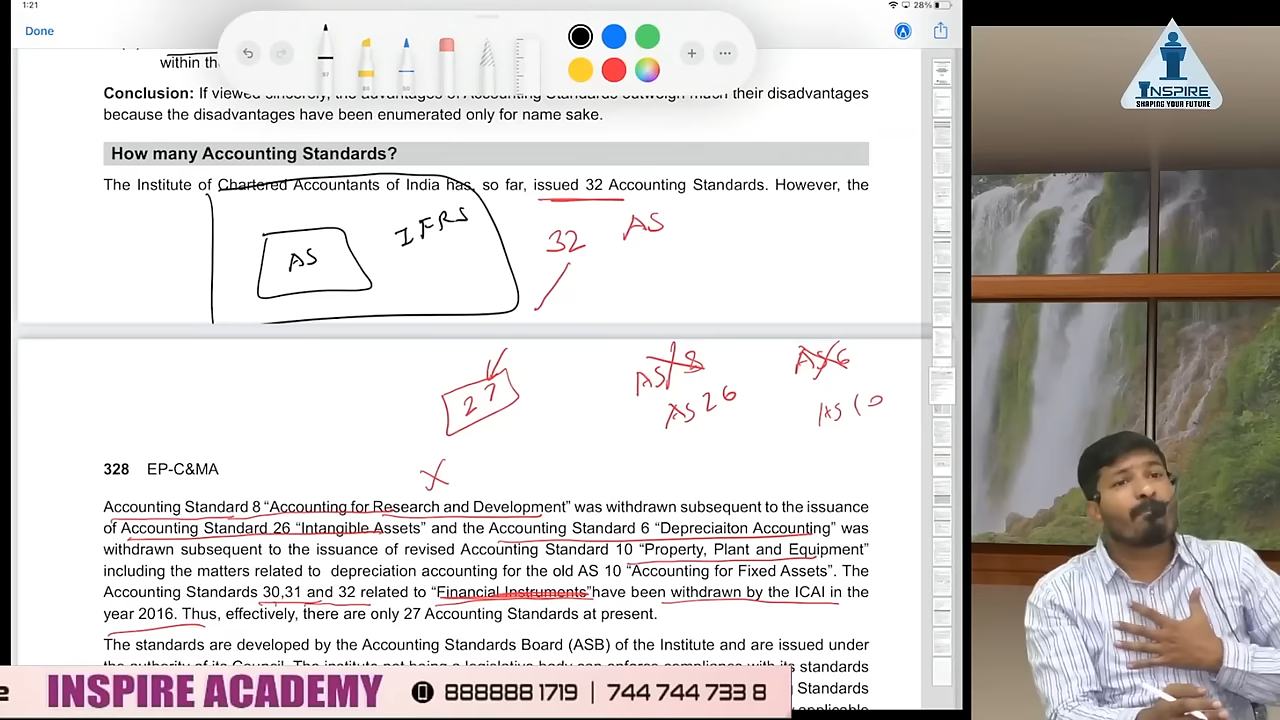 1:21
28%
Done
within th
Conclusion: If viewed
their disadvantages
because the disadvantages have been enumerated only for name sake.
How many Accounting Standards?
The Institute of Chartered Accountants of India has, so far, issued 32 Accounting Standards. However, the
IFRS
AS
32 AS
27
AS 8
AS 26
AS 6
AS 10
328 EP-C&MA
X
Accounting Standard 8 “Accounting for Research and Developpment” was withdrawn subsequent to the issuance
of Accounting Standard 26 “Intangible Assets” and the Accounting Standard 6 “Depreciaiton Accounting” was
withdrawn subsequent to the issuance of revised Accounting Standard 10 “Property, Plant and Equipment”
including the matters related to depreciation accounting for the old AS 10 “Accounting for Fixed Assets”. The
Accounting Standards 30,31 and 32 related to “Financial Instruments”have been withdrawn by the ICAI in the
year 2016. Thus, effectively, there are only 27 Accounting Standards at present.
The standards are developed by the Accounting Standards Board (ASB) of the Institute and are issued under
standards
Standards
applicable
INSPIRE ACADEMY 888888 1719 | 744 744 733 8
INSPIRE
SHAPING YOUR FUTURE